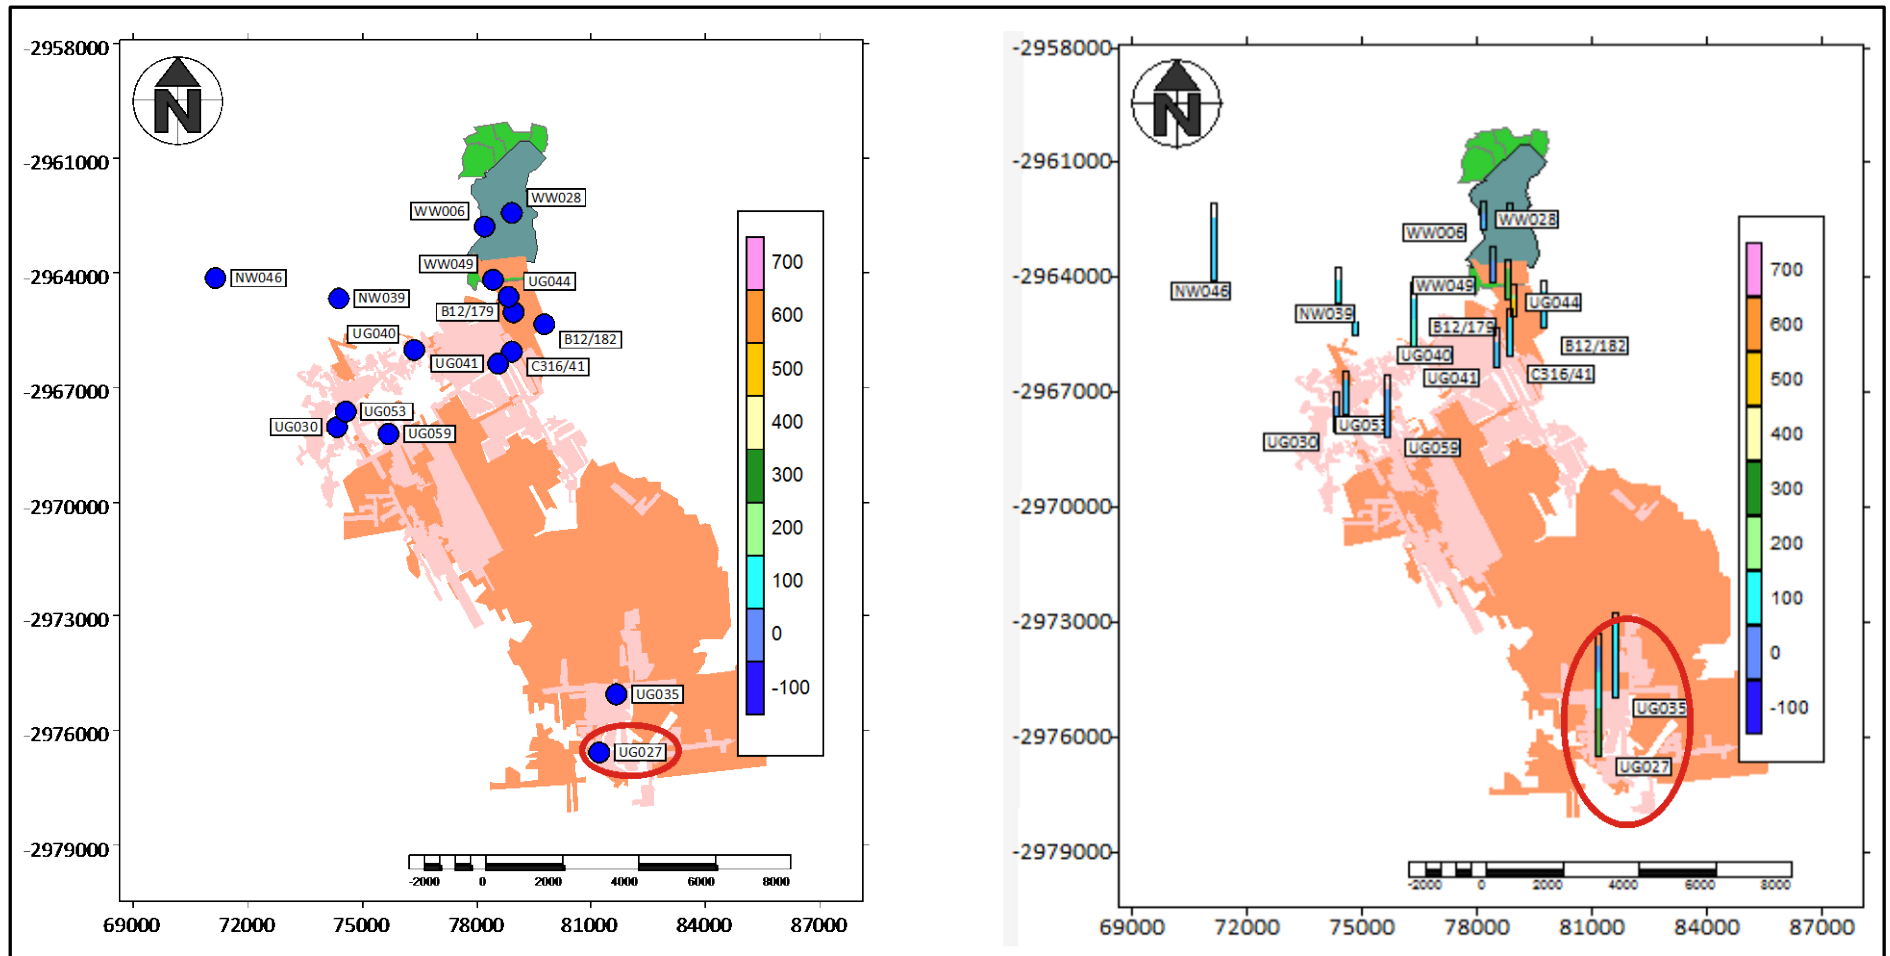 -2958000
-2961000
-2964000
-2967000
-2970000
-2973000
-2976000
-2979000
N
WW028
WW006
WW049
UG044
NW046
NW039
B12/179
UG040
B12/182
UG041
C316/41
UG053
UG030
UG059
UG035
UG027
700
600
500
400
300
200
100
0
-100
-2000 0 2000 4000 6000 8000
69000 72000 75000 78000 81000 84000 87000
-2958000
-2961000
-2964000
-2967000
-2970000
-2973000
-2976000
-2979000
N
WW028
WW006
WW049
NW046
UG044
NW039
B12/179
B12/182
UG040
UG041
C316/41
UG053
UG030
UG059
UG035
UG027
700
600
500
400
300
200
100
0
-100
-2000 0 2000 4000 6000 8000
69000 72000 75000 78000 81000 84000 87000